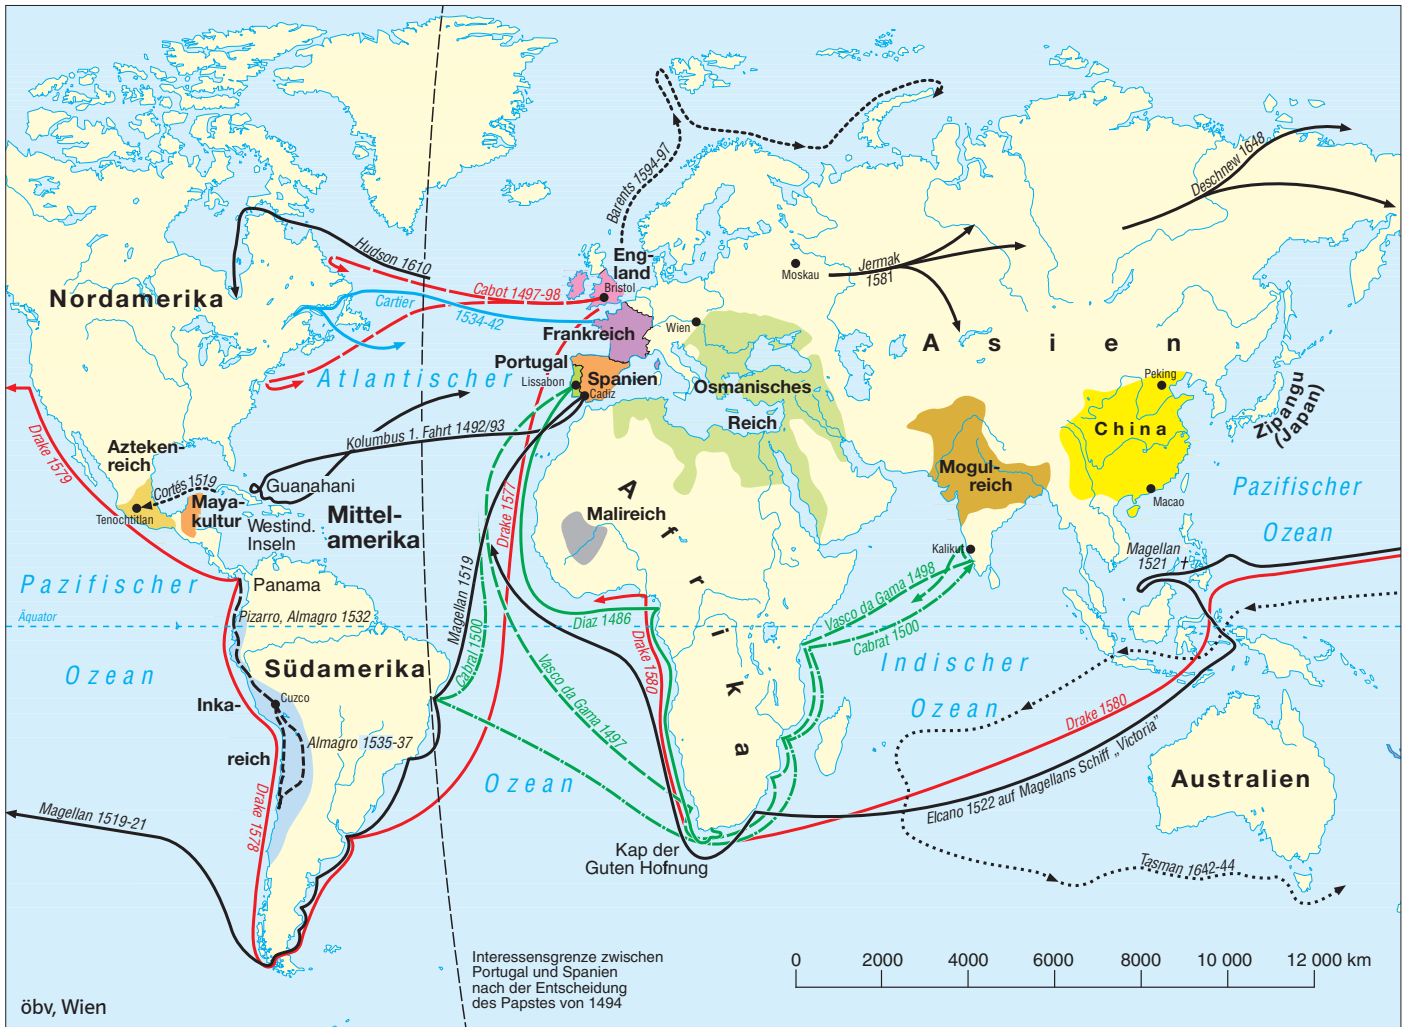 Barents 1594-97
Deschnew 1648
Hudson 1610
Eng-
land
Bristol
Moskau
Jermak
1581
Nordamerika
Cabot 1497-98
Cartier
1534-42
Frankreich
Wien
Asien
Portugal
Lissabon
Spanien
Cadiz
Atlantischer
Osmanisches
Reich
Peking
China
Zipangu
(Japan)
Drake 1579
Kolumbus 1. Fahrt 1492/93
Azteken-
reich
Cortés 1519
Guanahani
Maya-
kultur
Tenochtitlan
Westind.
Inseln
Mittel-
amerika
Drake 1577
Afrika
Malireich
Mogul-
reich
Macao
Pazifischer
Ozean
Kalikut
Magellan
1521 †
Pazifischer
Ozean
Panama
Äquator
Pizarro, Almagro 1532
Magellan 1519
Cabral 1500
Diaz 1486
Drake 1580
Vasco da Gama 1498
Cabrat 1500
Südamerika
Vasco da Gama 1497
Indischer
Ozean
Inka-
reich
Cuzco
Almagro 1535-37
Drake 1578
Ozean
Drake 1580
Elcano 1522 auf Magellans Schiff „Victoria”
Australien
Magellan 1519-21
Kap der
Guten Hofnung
Tasman 1642-44
Interessensgrenze zwischen
Portugal und Spanien
nach der Entscheidung
des Papstes von 1494
0 2000 4000 6000 8000 10 000 12 000 km
öbv, Wien